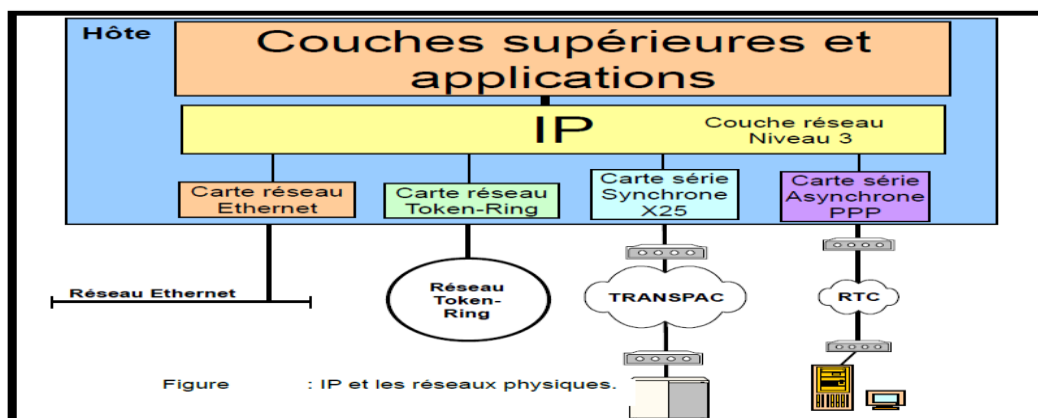 Hôte
Couches supérieures et
applications
IP
Couche réseau
Niveau 3
Carte réseau
Ethernet
Carte réseau
Token-Ring
Carte série
Synchrone
X25
Carte série
Asynchrone
PPP
Réseau Ethernet
Réseau
Token-
Ring
TRANSPAC
RTC
Figure : IP et les réseaux physiques.